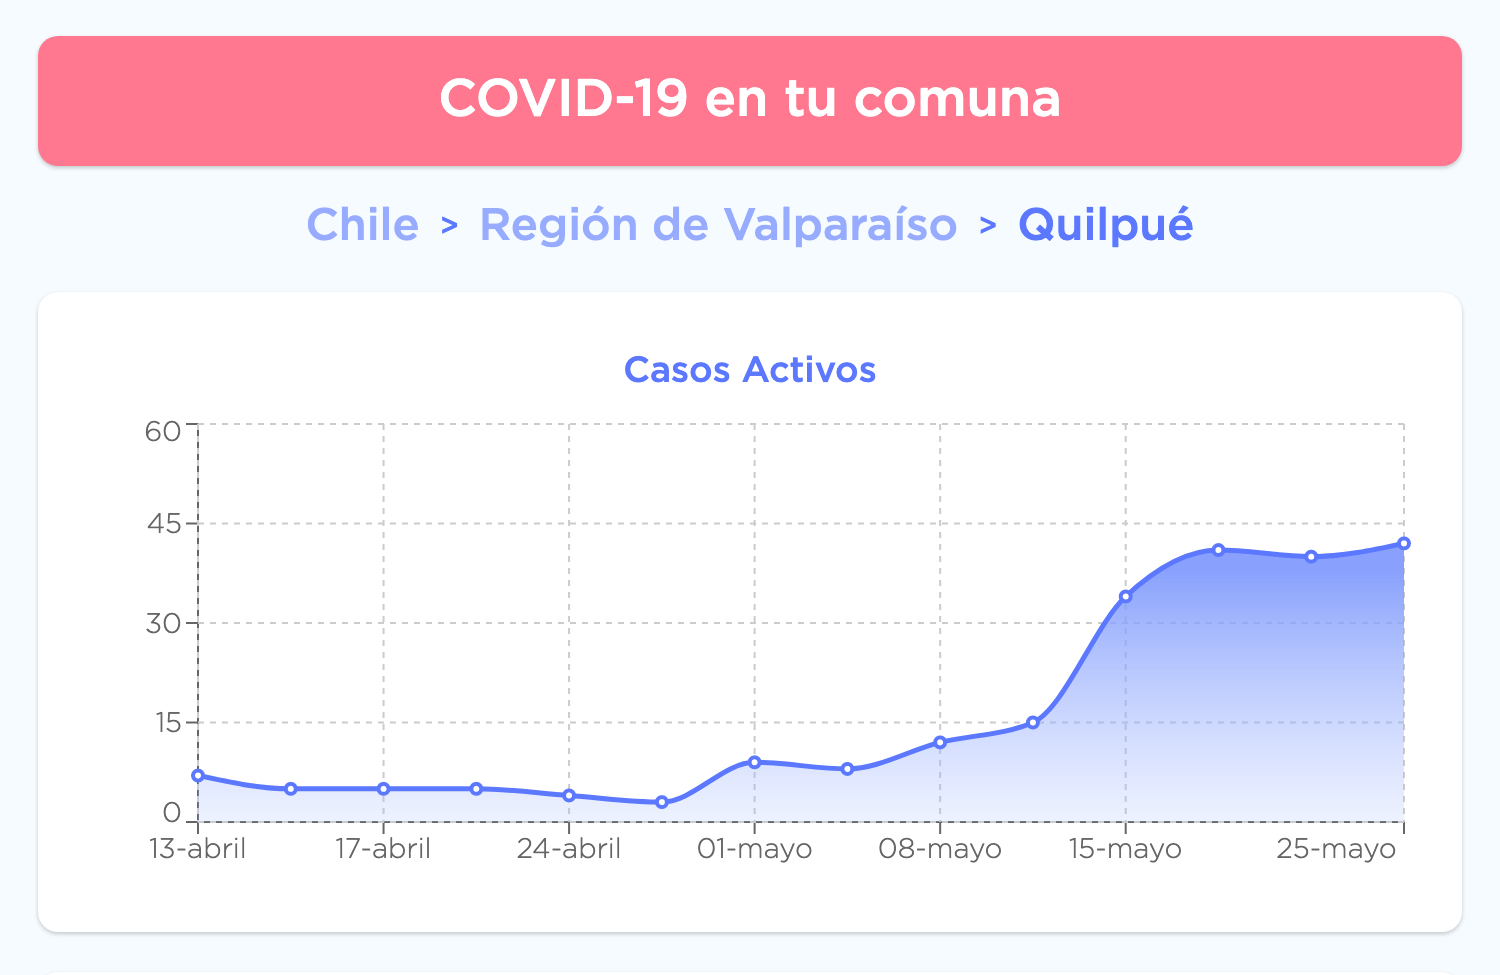 COVID-19 en tu comuna
Chile > Región de Valparaíso > Quilpué
Casos Activos
60
45
30
15
0
13-abril 17-abril 24-abril 01-mayo 08-mayo 15-mayo 25-mayo